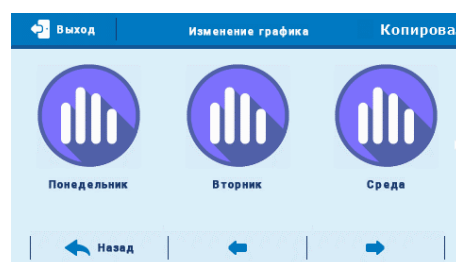 Выход Изменение графика Копирова
Понедельник Вторник Среда
Назад